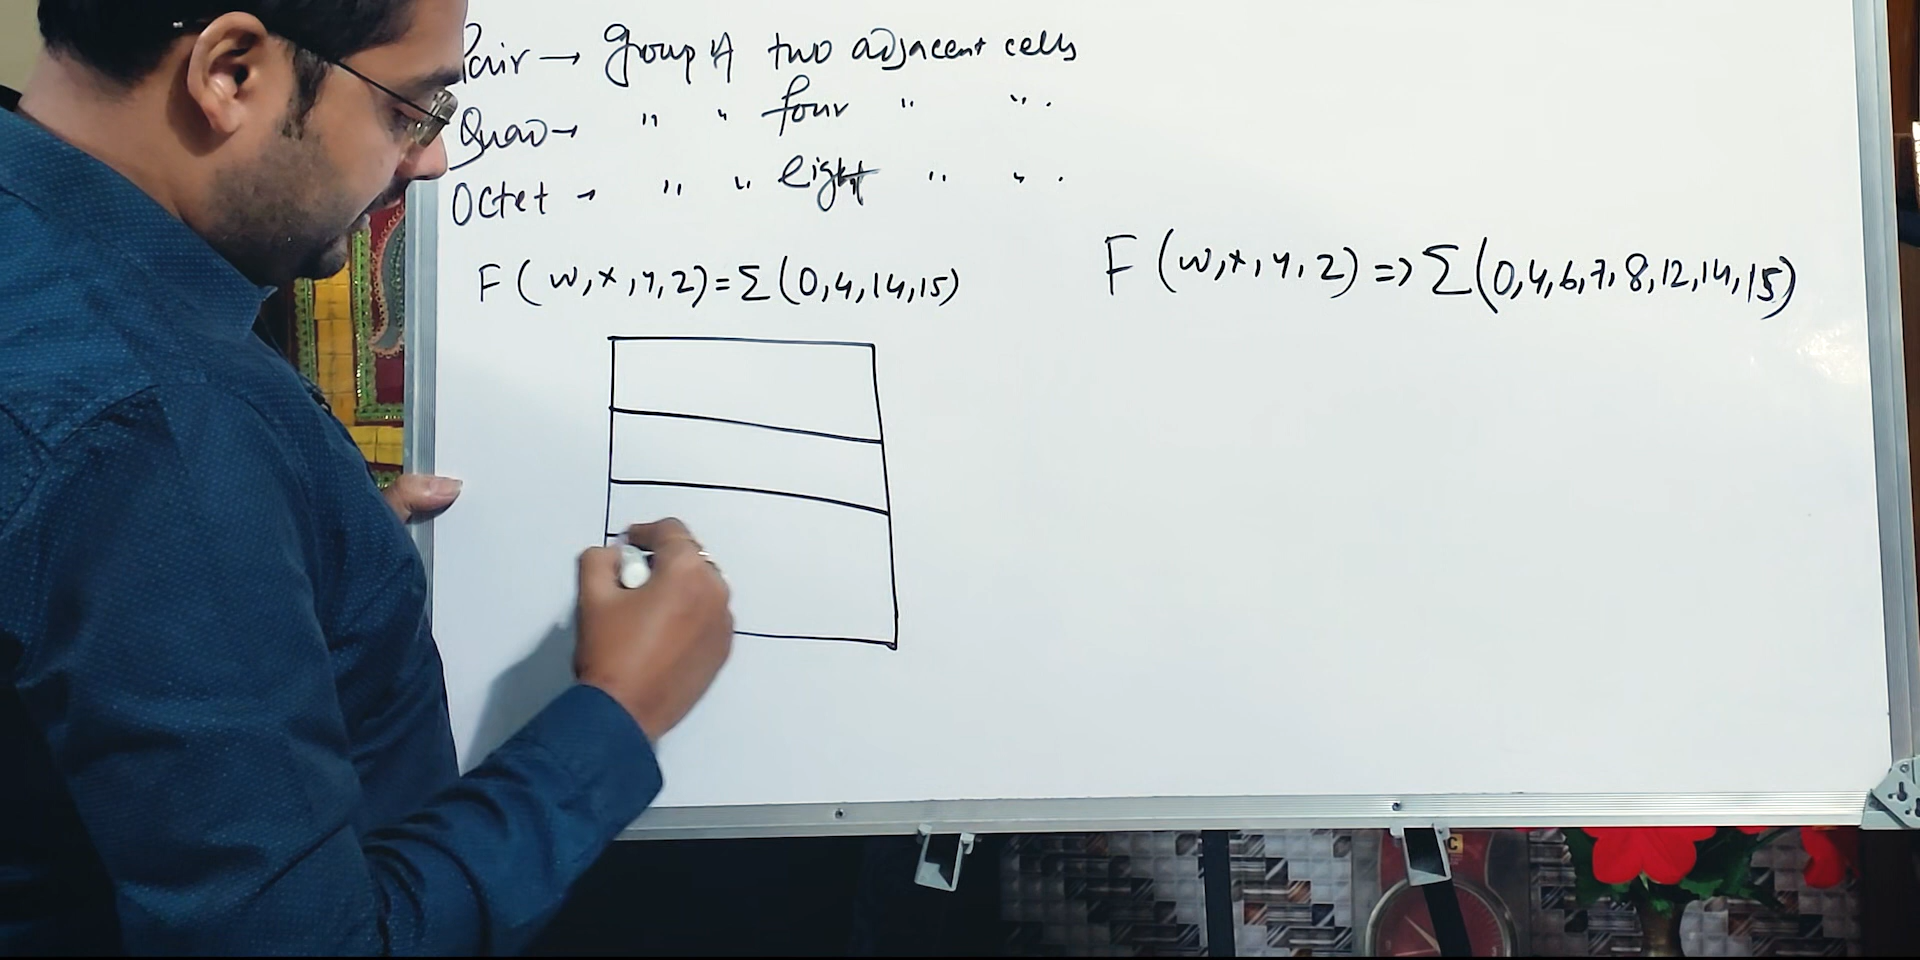 Pair → Group of two adjacent cells
Quad → " " four " " .
Octet → " " eight " " .
F ( w, x, y, z) = Σ (0, 4, 14, 15)
F (w, x, y, z) => Σ (0, 4, 6, 7, 8, 12, 14, 15)